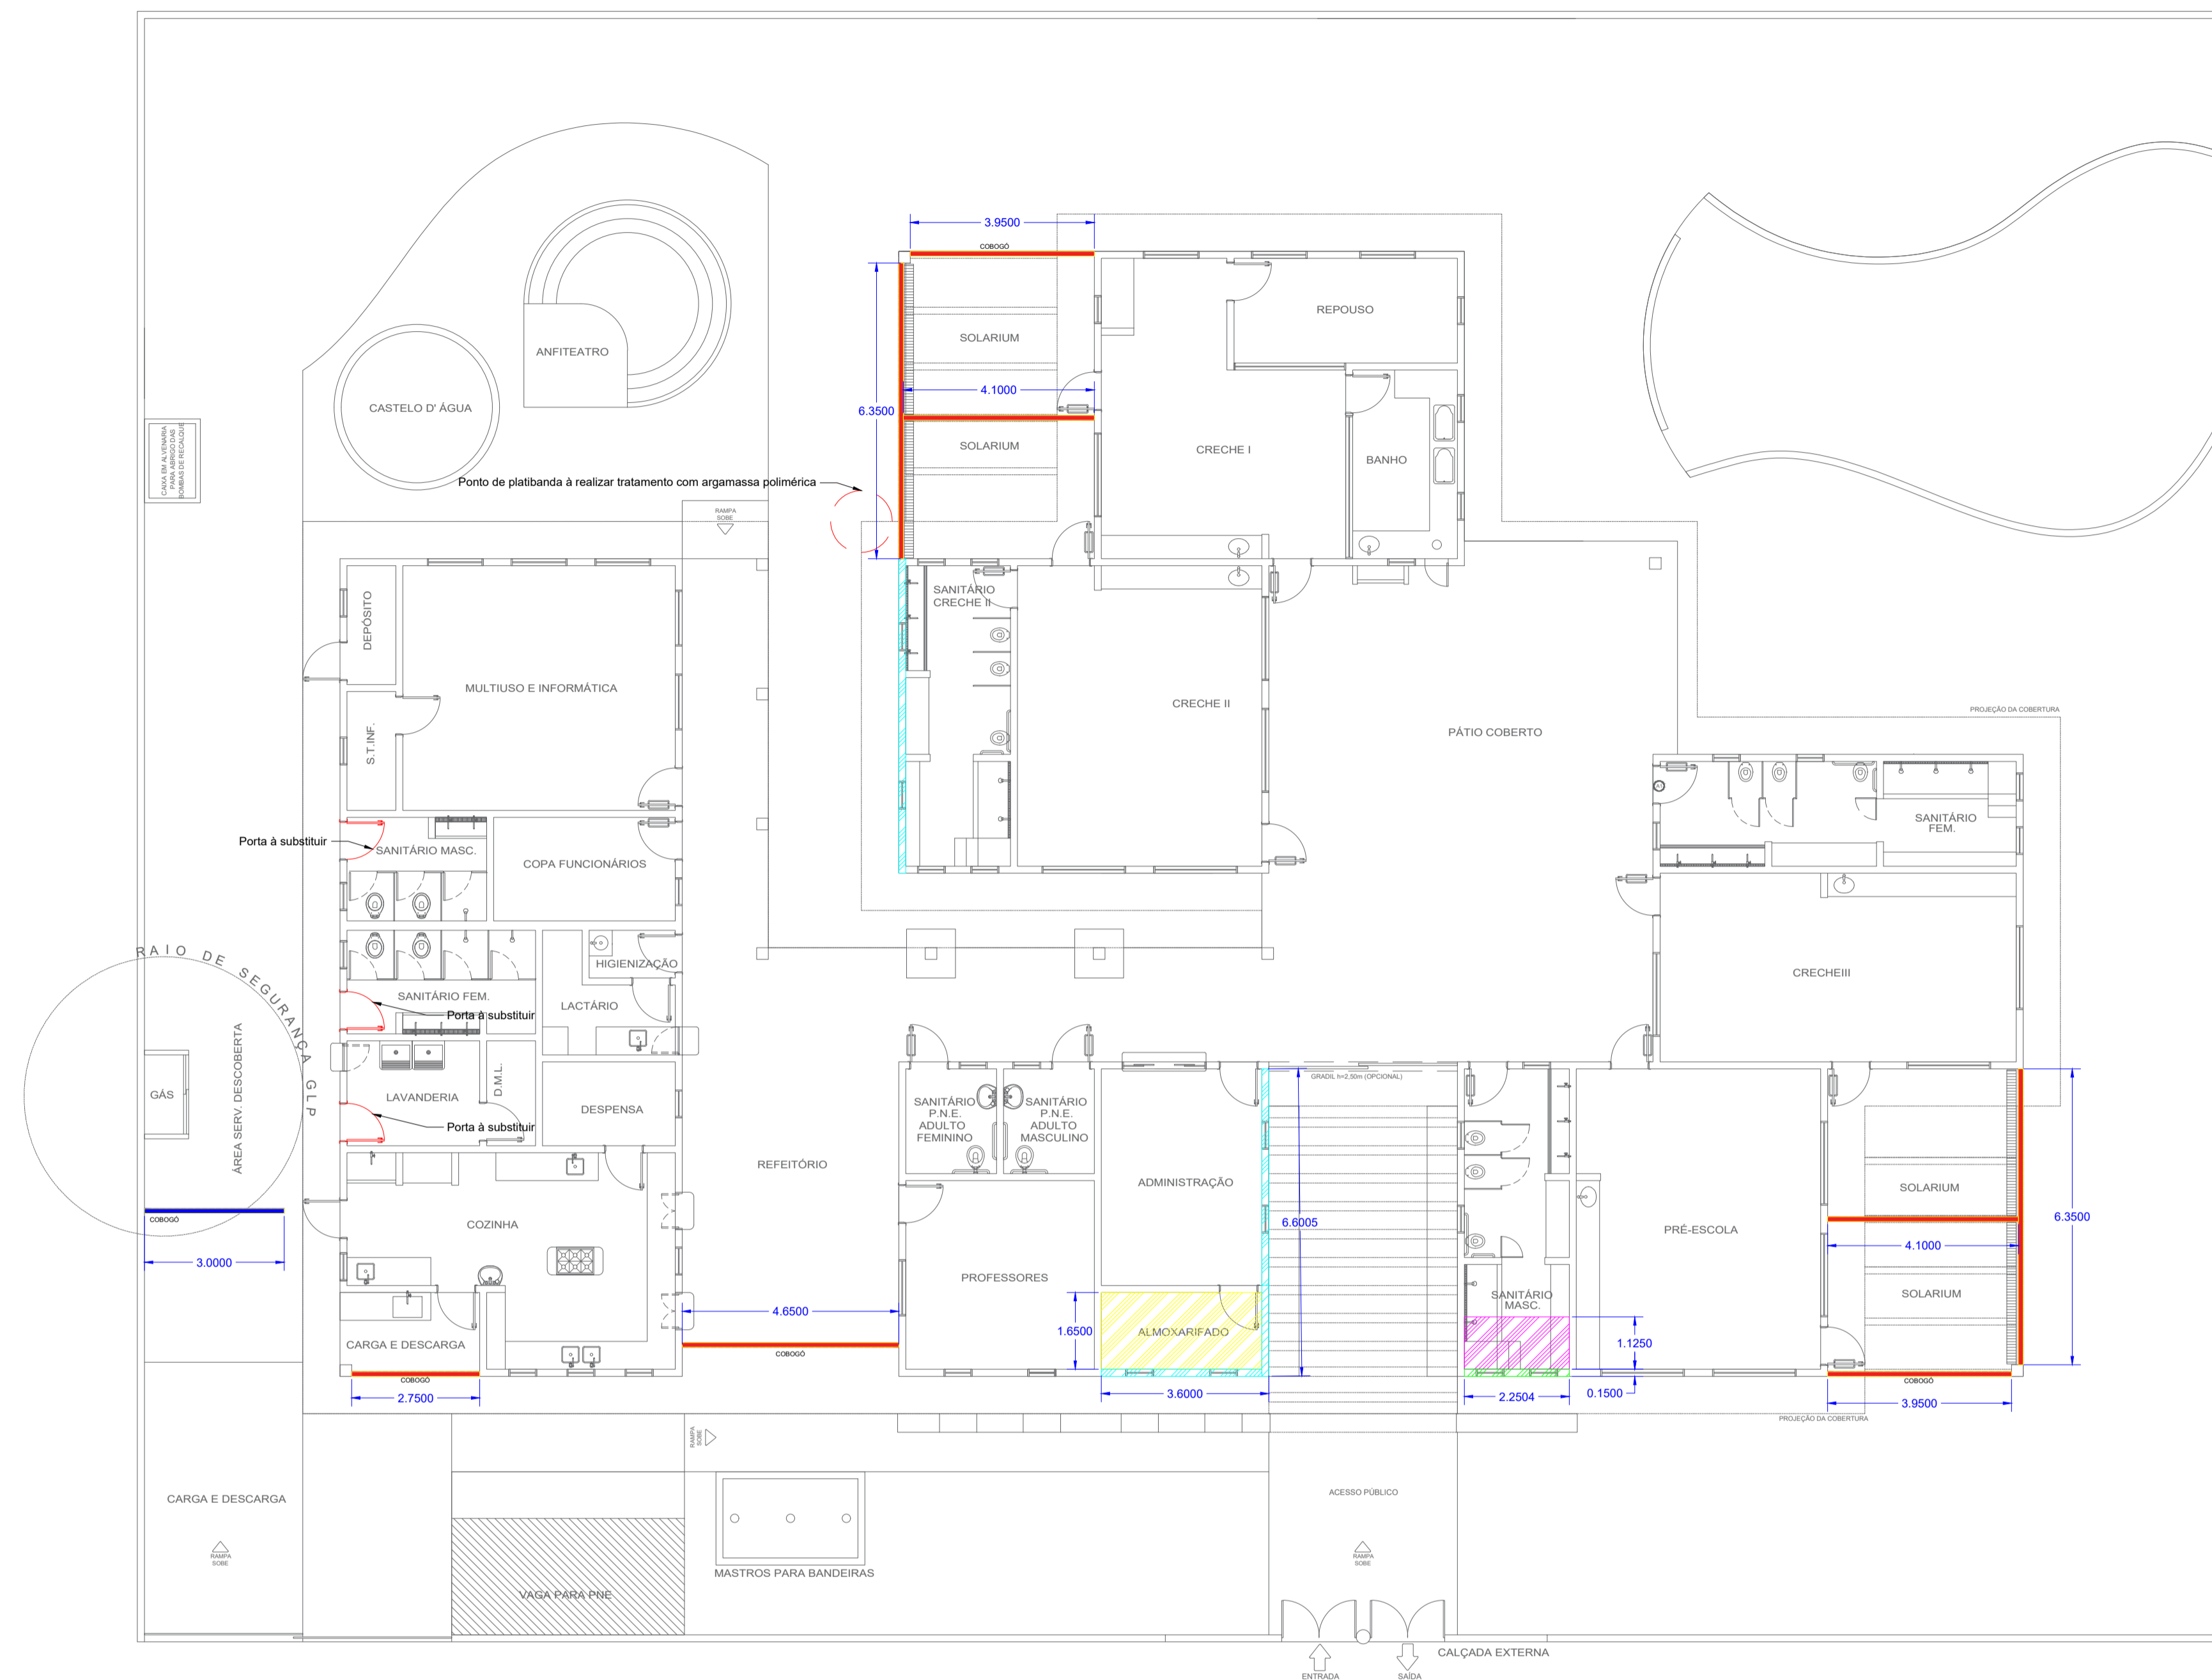 3.9500
COBOGÓ
REPOUSO
SOLARIUM
ANFITEATRO
4.1000
CASTELO D' ÁGUA
6.3500
SOLARIUM
CRECHE I
BANHO
CAIXA EM ALVENARIA
PARA ABRIGO DAS
BOMBAS DE RECALQUE
Ponto de platibanda à realizar tratamento com argamassa polimérica
RAMPA
SOBE
SANITÁRIO
CRECHE II
DEPÓSITO
MULTIUSO E INFORMÁTICA
CRECHE II
PROJEÇÃO DA COBERTURA
S.T.INF.
PÁTIO COBERTO
SANITÁRIO
FEM.
Porta à substituir
SANITÁRIO MASC.
COPA FUNCIONÁRIOS
RAIO DE SEGURANÇA GLP
HIGIENIZAÇÃO
CRECHEIII
SANITÁRIO FEM.
LACTÁRIO
Porta à substituir
ÁREA SERV. DESCOBERTA
GÁS
GRADIL h=2,50m (OPCIONAL)
LAVANDERIA
D.M.L.
DESPENSA
Porta à substituir
SANITÁRIO
P.N.E.
ADULTO
FEMININO
SANITÁRIO
P.N.E.
ADULTO
MASCULINO
REFEITÓRIO
ADMINISTRAÇÃO
SOLARIUM
COBOGÓ
COZINHA
6.6005
PRÉ-ESCOLA
6.3500
4.1000
3.0000
PROFESSORES
SOLARIUM
SANITÁRIO
MASC.
4.6500
1.6500
ALMOXARIFADO
CARGA E DESCARGA
COBOGÓ
1.1250
COBOGÓ
2.7500
3.6000
2.2504
0.1500
COBOGÓ
3.9500
PROJEÇÃO DA COBERTURA
RAMPA
SOBE
CARGA E DESCARGA
ACESSO PÚBLICO
RAMPA
SOBE
RAMPA
SOBE
MASTROS PARA BANDEIRAS
VAGA PARA PNE
CALÇADA EXTERNA
ENTRADA
SAÍDA